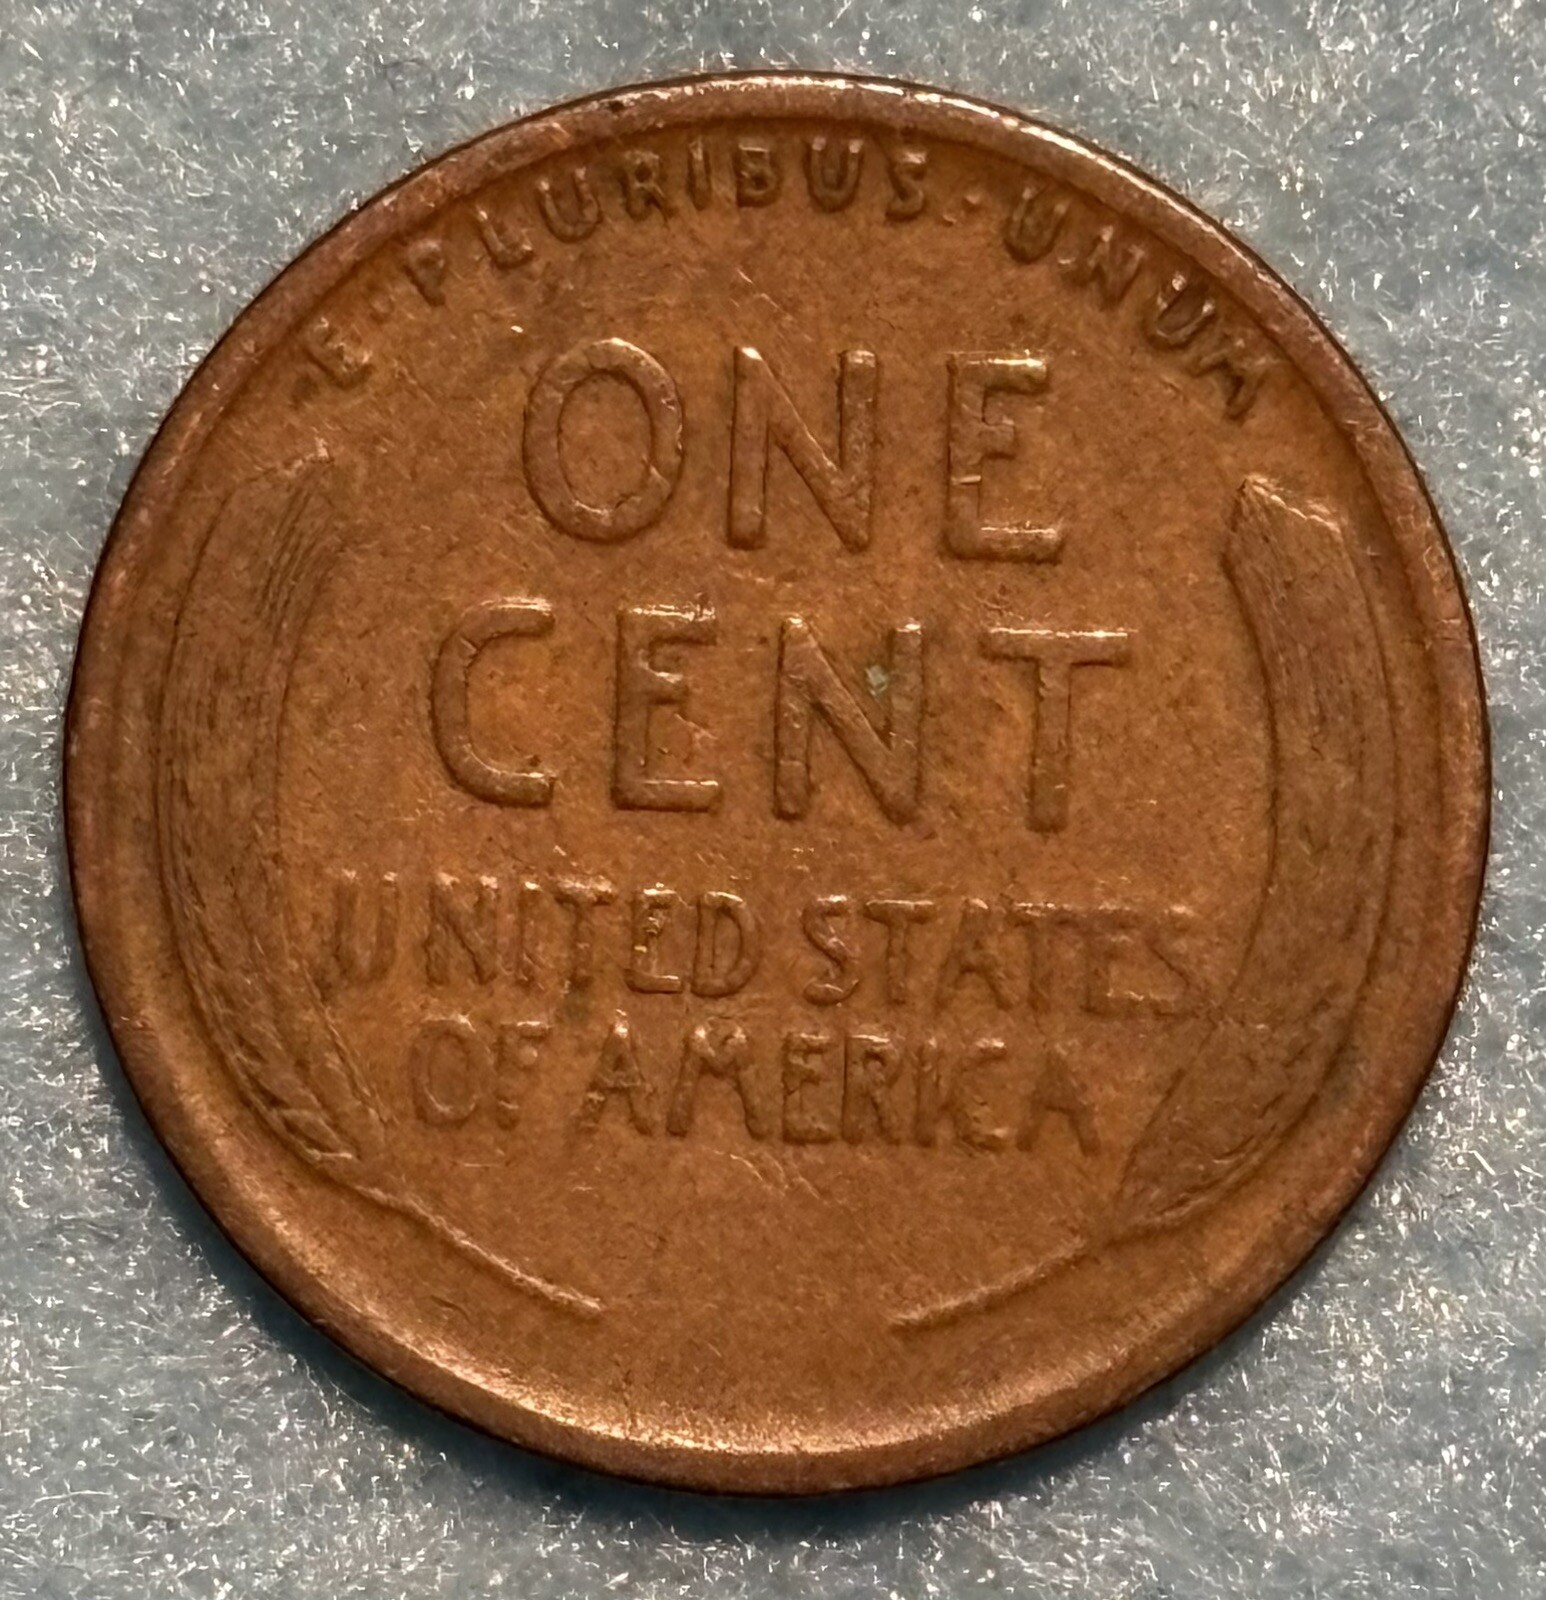 E·PLURIBUS·UNUM
ONE
CENT
UNITED STATES
OF AMERICA